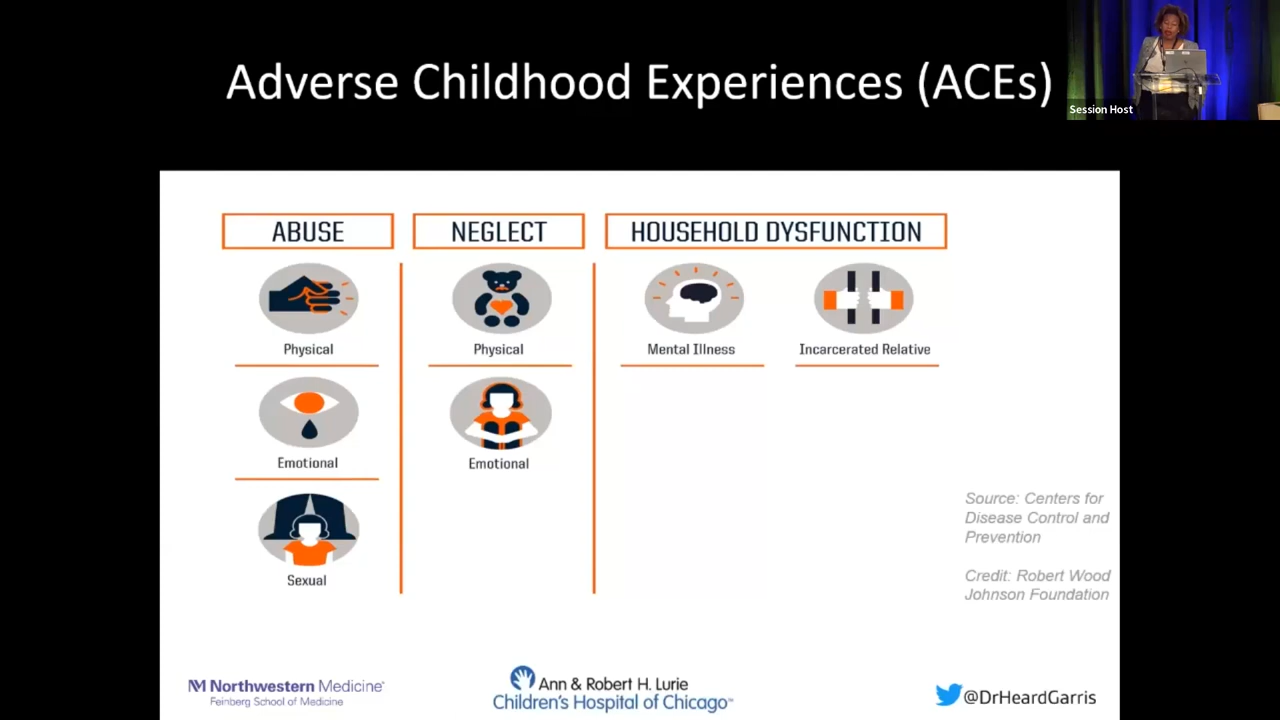 Adverse Childhood Experiences (ACEs)
Session Host
ABUSE
NEGLECT
HOUSEHOLD DYSFUNCTION
Physical
Physical
Mental Illness
Incarcerated Relative
Emotional
Emotional
Sexual
Source: Centers for
Disease Control and
Prevention
Credit: Robert Wood
Johnson Foundation
NM Northwestern Medicine®
Feinberg School of Medicine
Ann & Robert H. Lurie
Children's Hospital of Chicago™
@DrHeardGarris